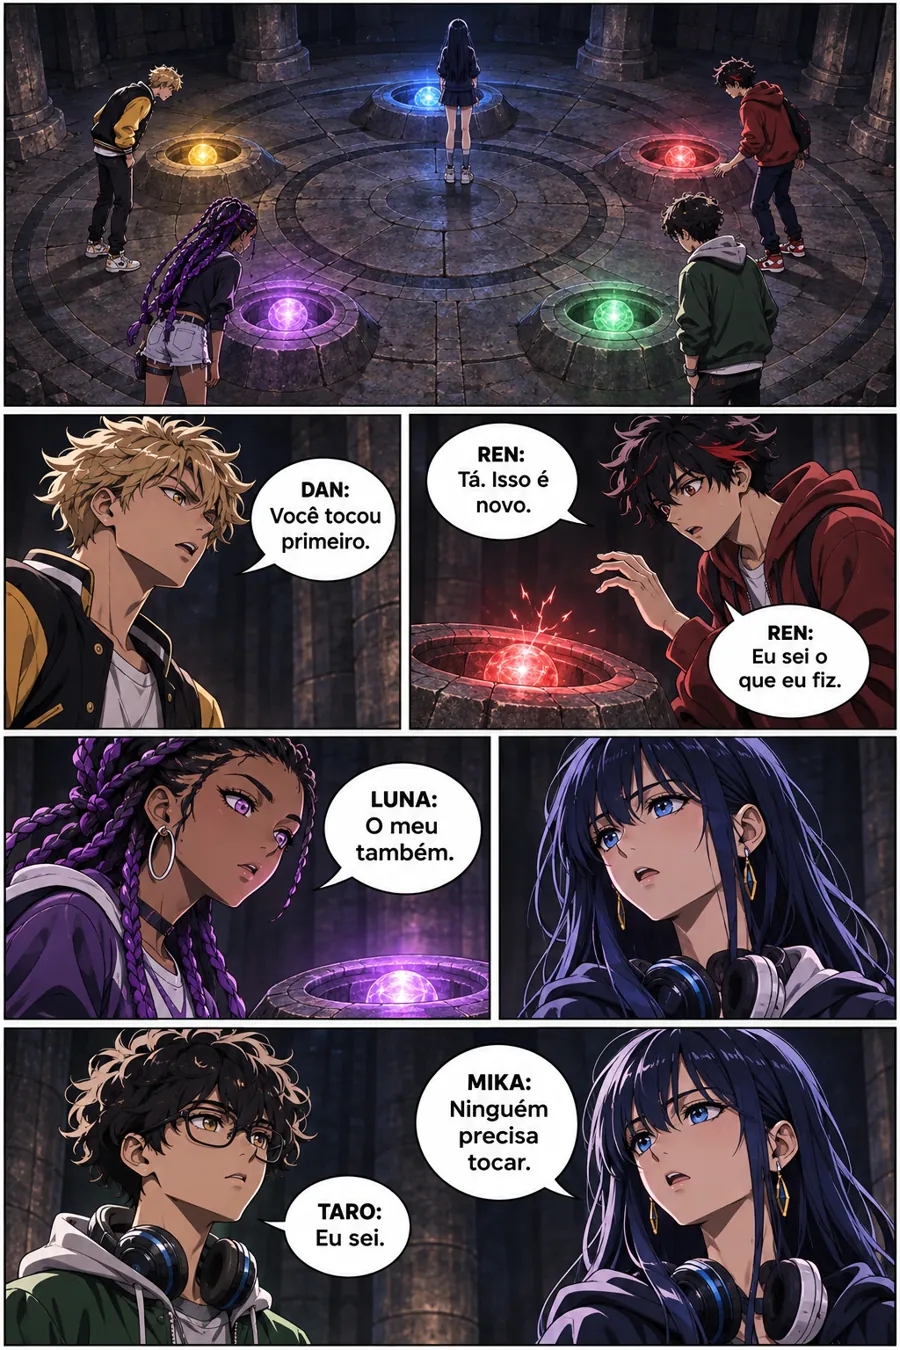 DAN:
Você tocou
primeiro.
REN:
Tá. Isso é
novo.
REN:
Eu sei o
que eu fiz.
LUNA:
O meu
também.
MIKA:
Ninguém
precisa
tocar.
TARO:
Eu sei.